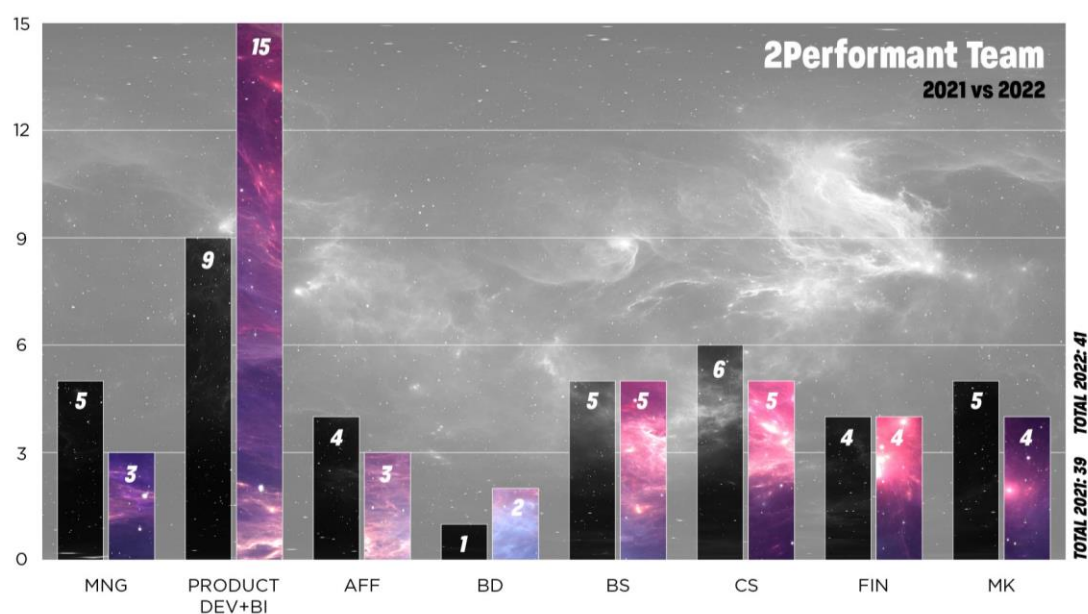 2Performant Team
2021 vs 2022
15
12
9
6
3
0
5
3
9
15
4
3
1
2
5
5
6
5
4
4
5
4
MNG
PRODUCT
DEV+BI
AFF
BD
BS
CS
FIN
MK
TOTAL 2021: 39
TOTAL 2022: 41